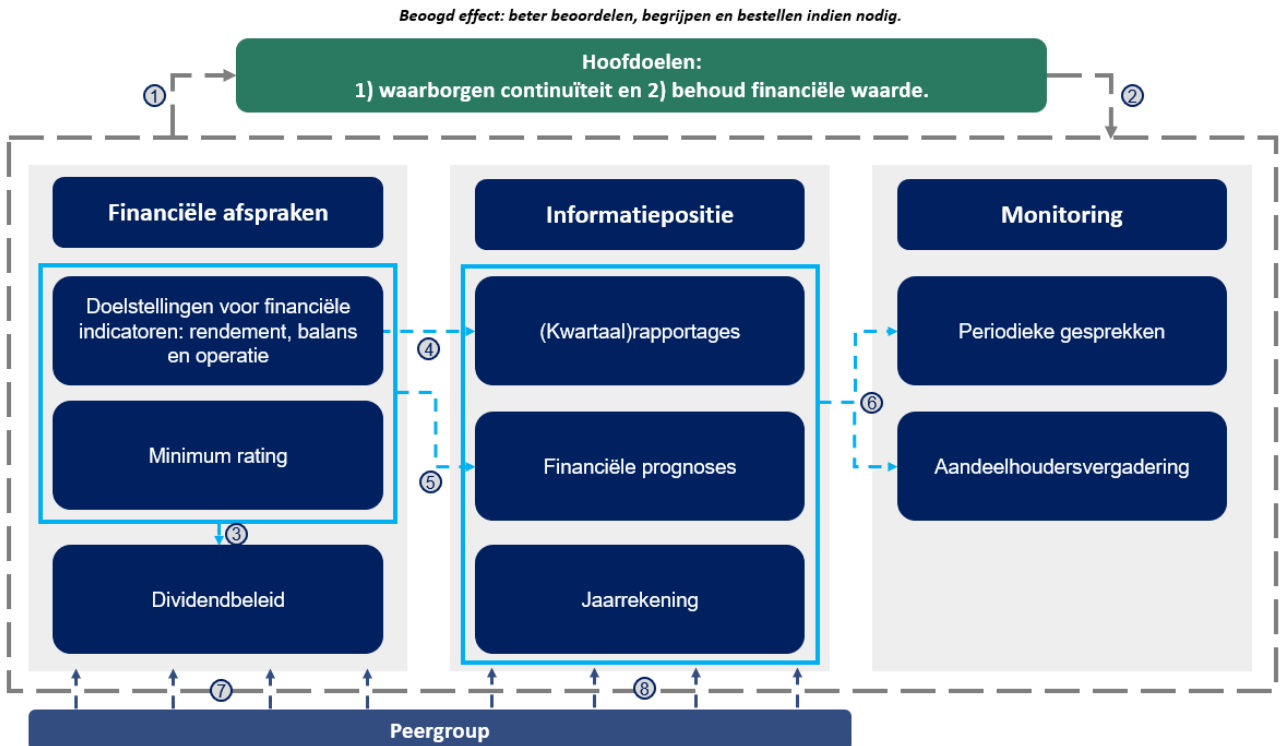 Beoogd effect: beter beoordelen, begrijpen en bestellen indien nodig.
Hoofdoelen:
1) waarborgen continuïteit en 2) behoud financiële waarde.
1
2
Financiële afspraken
Doelstellingen voor financiële
indicatoren: rendement, balans
en operatie
Minimum rating
3
Dividendbeleid
4
5
Informatiepositie
(Kwartaal)rapportages
Financiële prognoses
Jaarrekening
6
Monitoring
Periodieke gesprekken
Aandeelhoudersvergadering
7
8
Peergroup